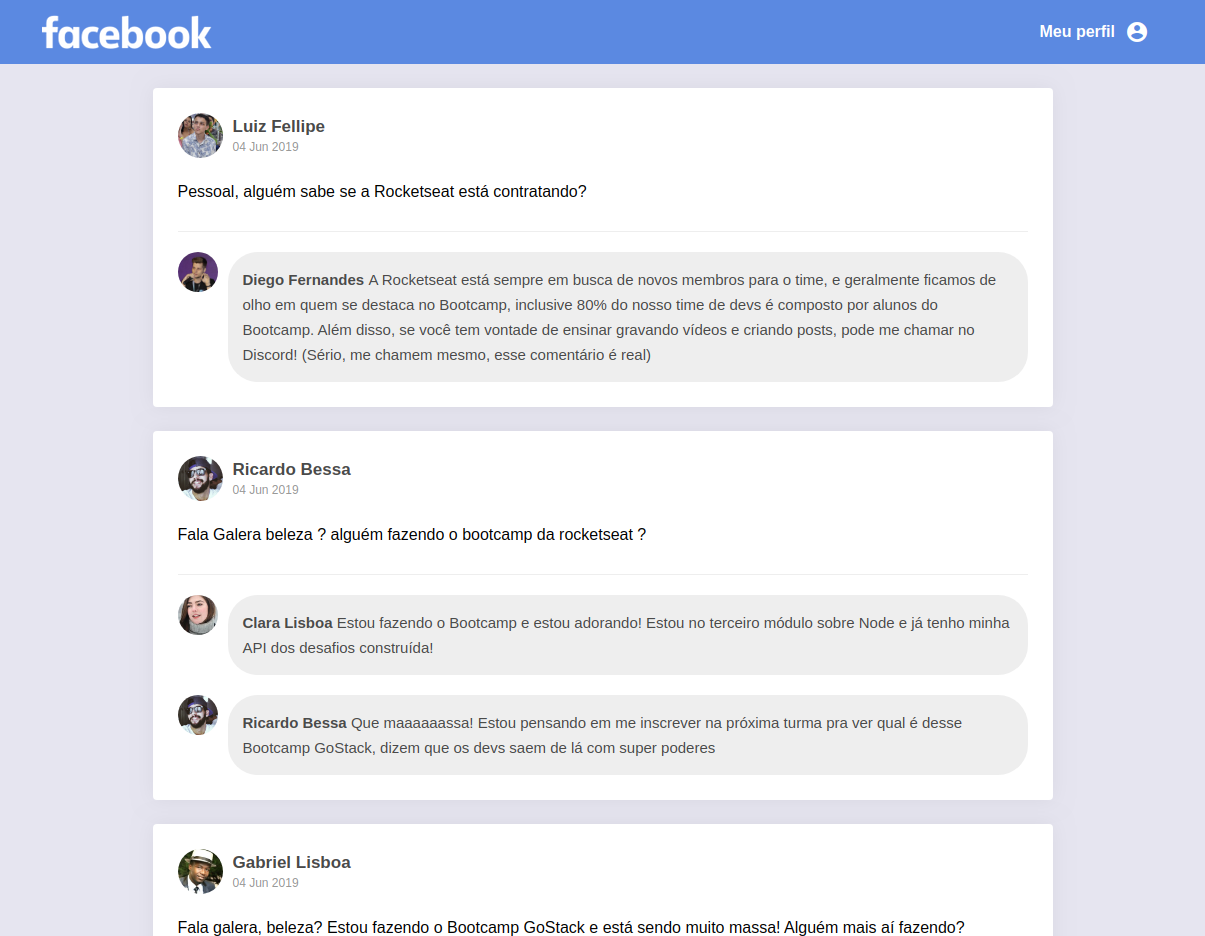 facebook
Meu perfil
Luiz Fellipe
04 Jun 2019
Pessoal, alguém sabe se a Rocketseat está contratando?
Diego Fernandes A Rocketseat está sempre em busca de novos membros para o time, e geralmente ficamos de
olho em quem se destaca no Bootcamp, inclusive 80% do nosso time de devs é composto por alunos do
Bootcamp. Além disso, se você tem vontade de ensinar gravando vídeos e criando posts, pode me chamar no
Discord! (Sério, me chamem mesmo, esse comentário é real)
Ricardo Bessa
04 Jun 2019
Fala Galera beleza ? alguém fazendo o bootcamp da rocketseat ?
Clara Lisboa Estou fazendo o Bootcamp e estou adorando! Estou no terceiro módulo sobre Node e já tenho minha
API dos desafios construída!
Ricardo Bessa Que maaaaaassa! Estou pensando em me inscrever na próxima turma pra ver qual é desse
Bootcamp GoStack, dizem que os devs saem de lá com super poderes
Gabriel Lisboa
04 Jun 2019
Fala galera, beleza? Estou fazendo o Bootcamp GoStack e está sendo muito massa! Alguém mais aí fazendo?